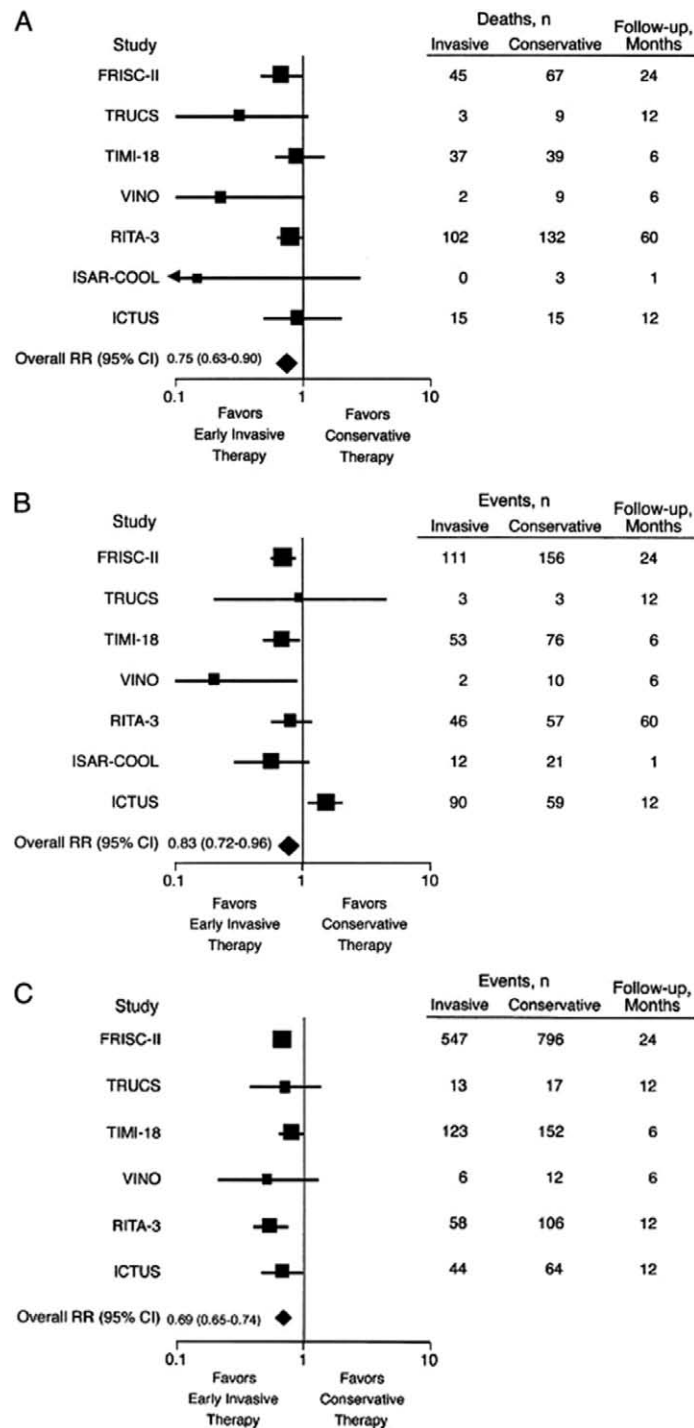 A
Deaths, n Follow-up,
Study Invasive Conservative Months
FRISC-II 45 67 24
TRUCS 3 9 12
TIMI-18 37 39 6
VINO 2 9 6
RITA-3 102 132 60
ISAR-COOL 0 3 1
ICTUS 15 15 12
Overall RR (95% CI) 0.75 (0.63-0.90)
0.1 1 10
Favors Favors
Early Invasive Conservative
Therapy Therapy
B
Events, n Follow-up,
Study Invasive Conservative Months
FRISC-II 111 156 24
TRUCS 3 3 12
TIMI-18 53 76 6
VINO 2 10 6
RITA-3 46 57 60
ISAR-COOL 12 21 1
ICTUS 90 59 12
Overall RR (95% CI) 0.83 (0.72-0.96)
0.1 1 10
Favors Favors
Early Invasive Conservative
Therapy Therapy
C
Events, n Follow-up,
Study Invasive Conservative Months
FRISC-II 547 796 24
TRUCS 13 17 12
TIMI-18 123 152 6
VINO 6 12 6
RITA-3 58 106 12
ICTUS 44 64 12
Overall RR (95% CI) 0.69 (0.65-0.74)
0.1 1 10
Favors Favors
Early Invasive Conservative
Therapy Therapy